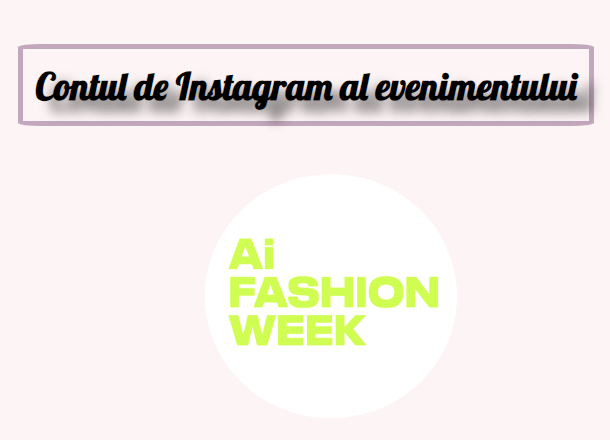 Contul de Instagram al evenimentului
Ai
FASHION
WEEK